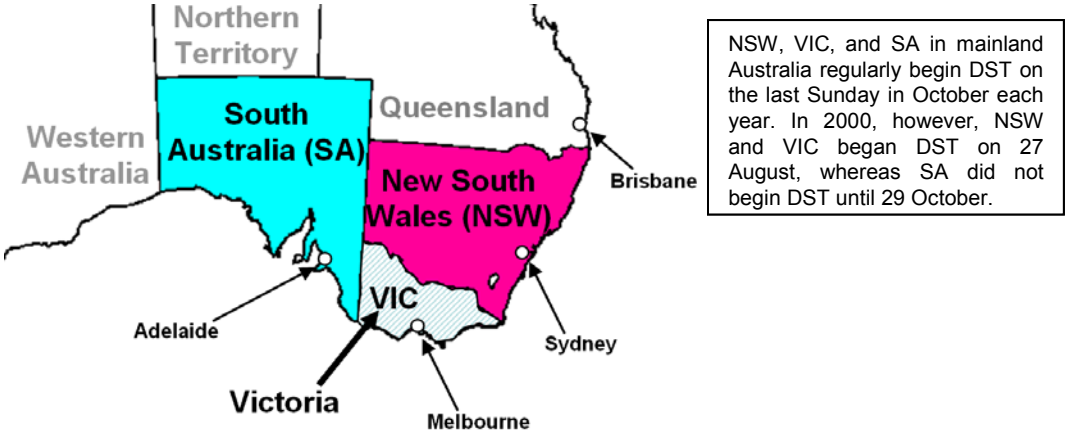 Northern
Territory
South
Australia (SA)
Queensland
Western
Australia
New South
Wales (NSW)
Brisbane
VIC
Adelaide
Sydney
Victoria
Melbourne
NSW, VIC, and SA in mainland
Australia regularly begin DST on
the last Sunday in October each
year. In 2000, however, NSW
and VIC began DST on 27
August, whereas SA did not
begin DST until 29 October.